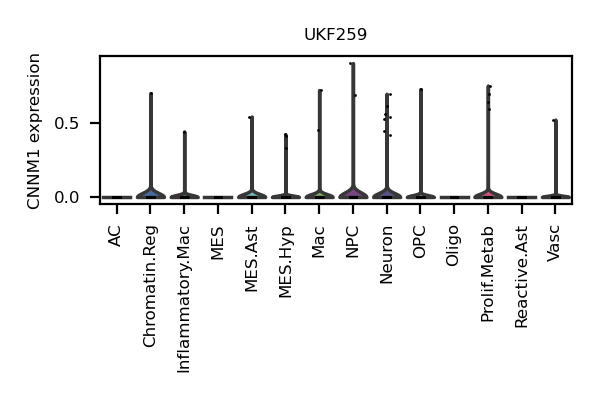 UKF259
CNNM1 expression
0.5
0.0
AC
Chromatin.Reg
Inflammatory.Mac
MES
MES.Ast
MES.Hyp
Mac
NPC
Neuron
OPC
Oligo
Prolif.Metab
Reactive.Ast
Vasc